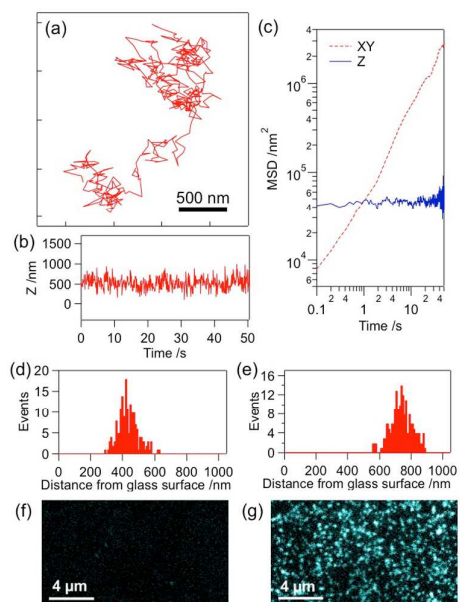 (a)
500 nm
(b)
Z /nm
1500
1000
500
0
0 10 20 30 40 50
Time /s
(c)
XY
Z
MSD /nm²
4
2
10⁶
4
2
10⁵
4
2
10⁴
4
0.1 2 4 1 2 4 10 2 4
Time /s
(d)
Events
20
15
10
5
0
0 200 400 600 800 1000
Distance from glass surface /nm
(e)
Events
16
12
8
4
0
0 200 400 600 800 1000
Distance from glass surface /nm
(f)
4 µm
(g)
4 µm